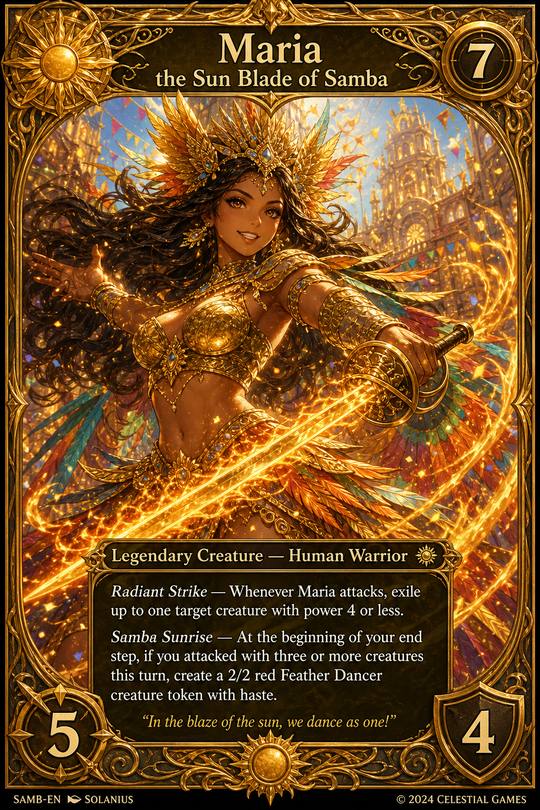 Maria
7
the Sun Blade of Samba
Legendary Creature — Human Warrior
Radiant Strike — Whenever Maria attacks, exile
up to one target creature with power 4 or less.
Samba Sunrise — At the beginning of your end
step, if you attacked with three or more creatures
this turn, create a 2/2 red Feather Dancer
creature token with haste.
“In the blaze of the sun, we dance as one!”
5
4
SAMB-EN SOLANIUS
© 2024 CELESTIAL GAMES